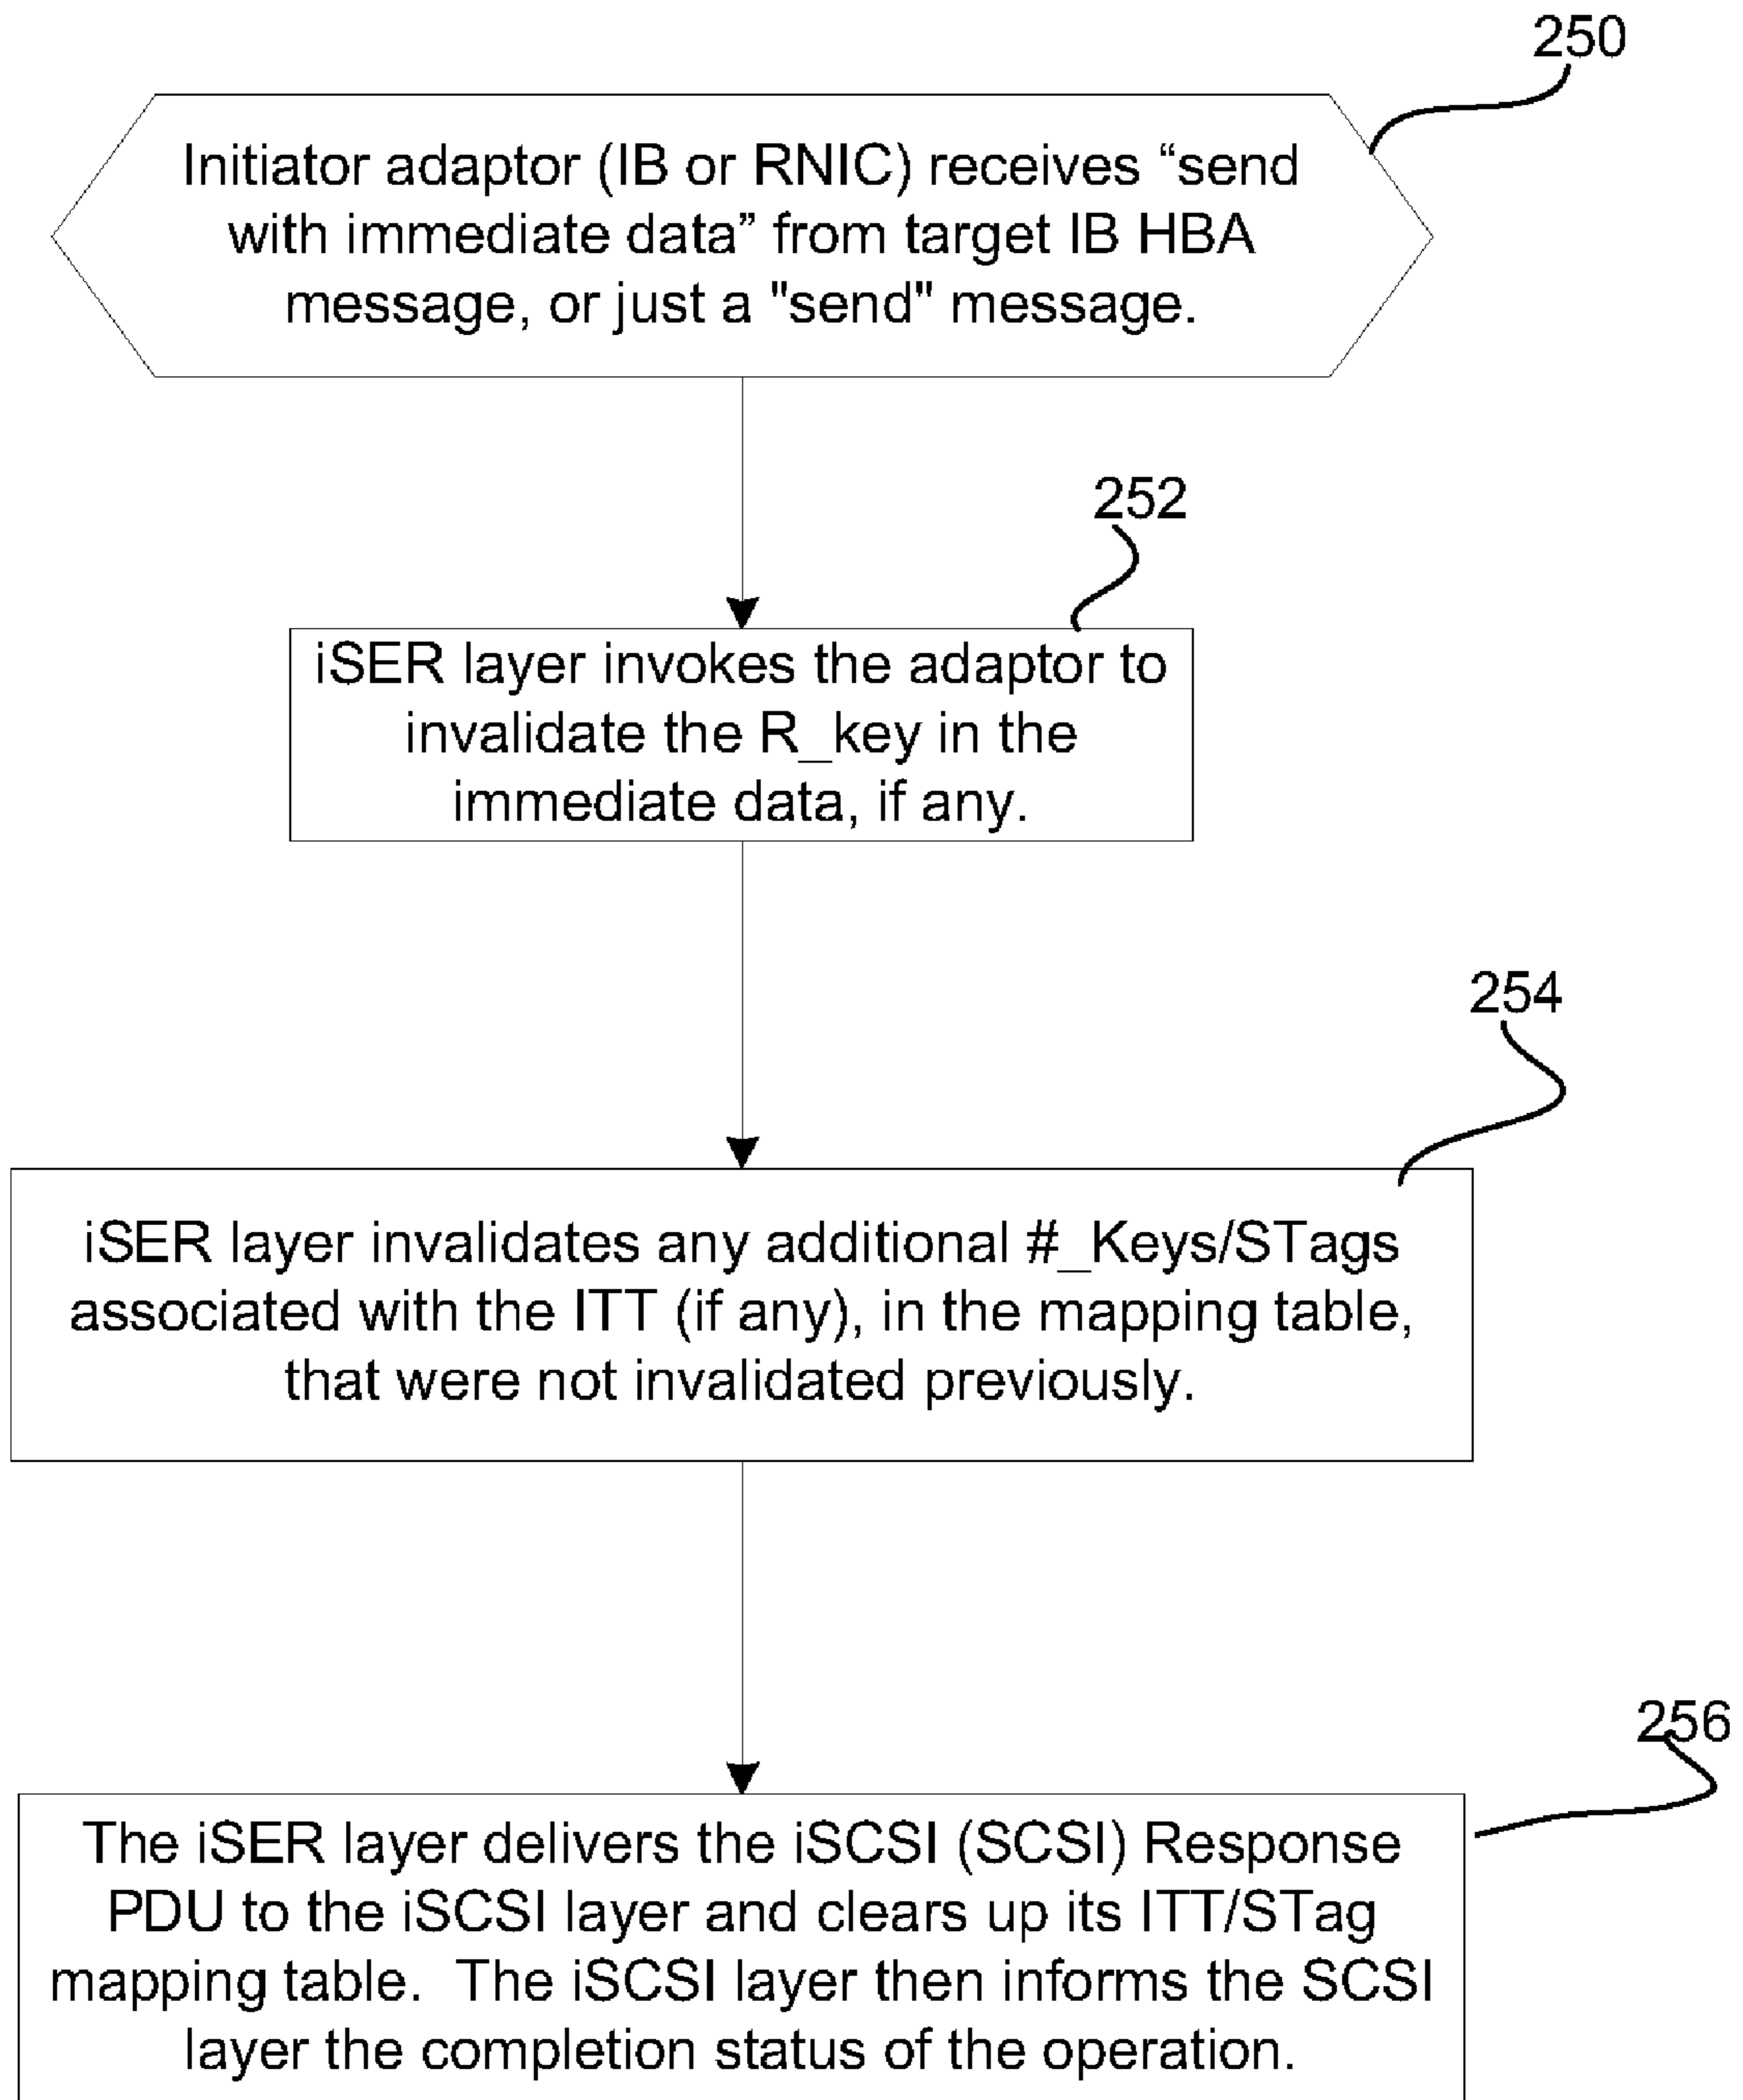 250
Initiator adaptor (IB or RNIC) receives “send
with immediate data” from target IB HBA
message, or just a "send" message.
252
iSER layer invokes the adaptor to
invalidate the R_key in the
immediate data, if any.
254
iSER layer invalidates any additional #_Keys/STags
associated with the ITT (if any), in the mapping table,
that were not invalidated previously.
256
The iSER layer delivers the iSCSI (SCSI) Response
PDU to the iSCSI layer and clears up its ITT/STag
mapping table.  The iSCSI layer then informs the SCSI
layer the completion status of the operation.